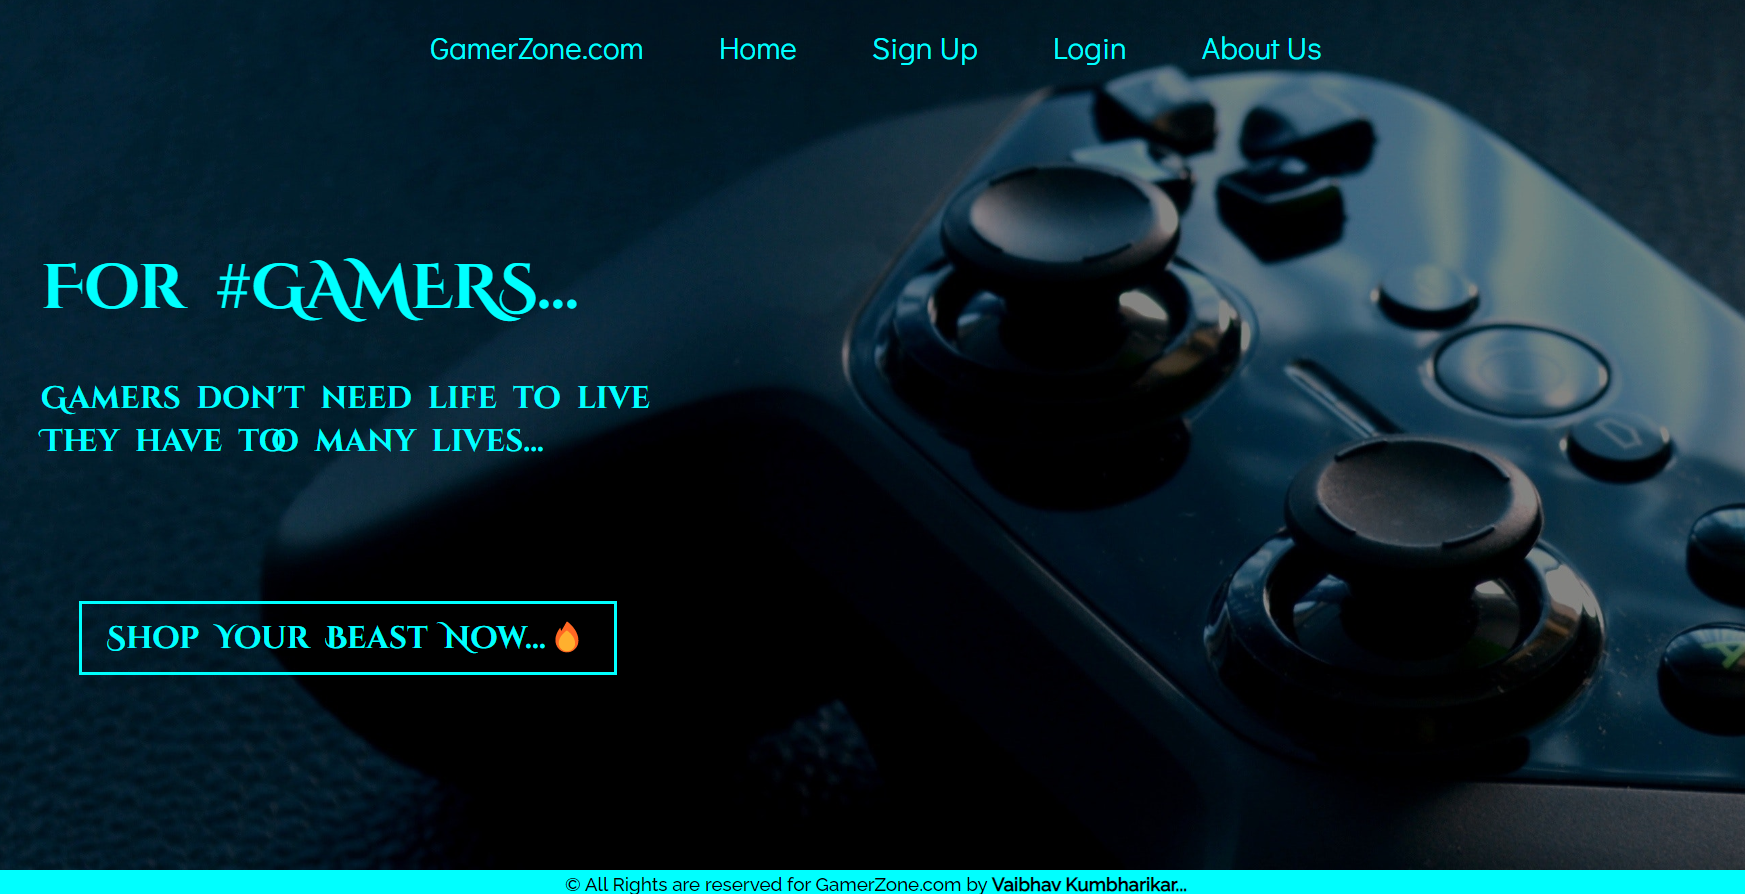 GamerZone.com Home Sign Up Login About Us
For #GAMERS...
Gamers don't need life to live
They have too many lives...
Shop Your Beast Now...🔥
© All Rights are reserved for GamerZone.com by Vaibhav Kumbharikar...